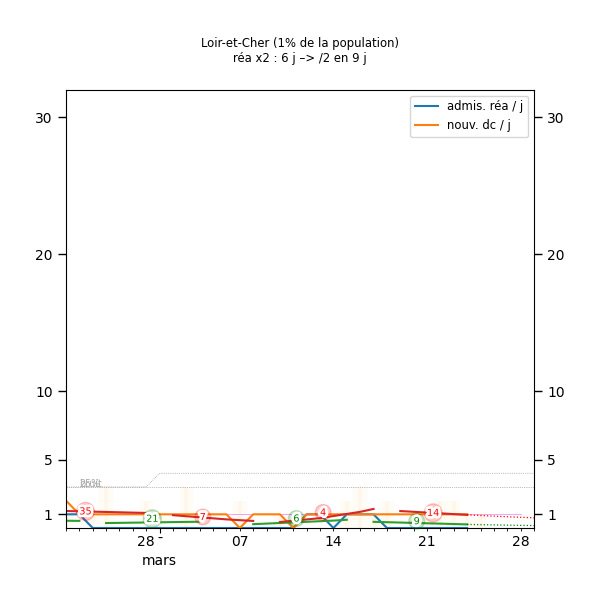 Loir-et-Cher (1% de la population)
réa x2 : 6 j –> /2 en 9 j
admis. réa / j
nouv. dc / j
30 30
20 20
10 10
5 5
1 1
35 21 7 6 4 9 14
28 07 14 21 28
mars